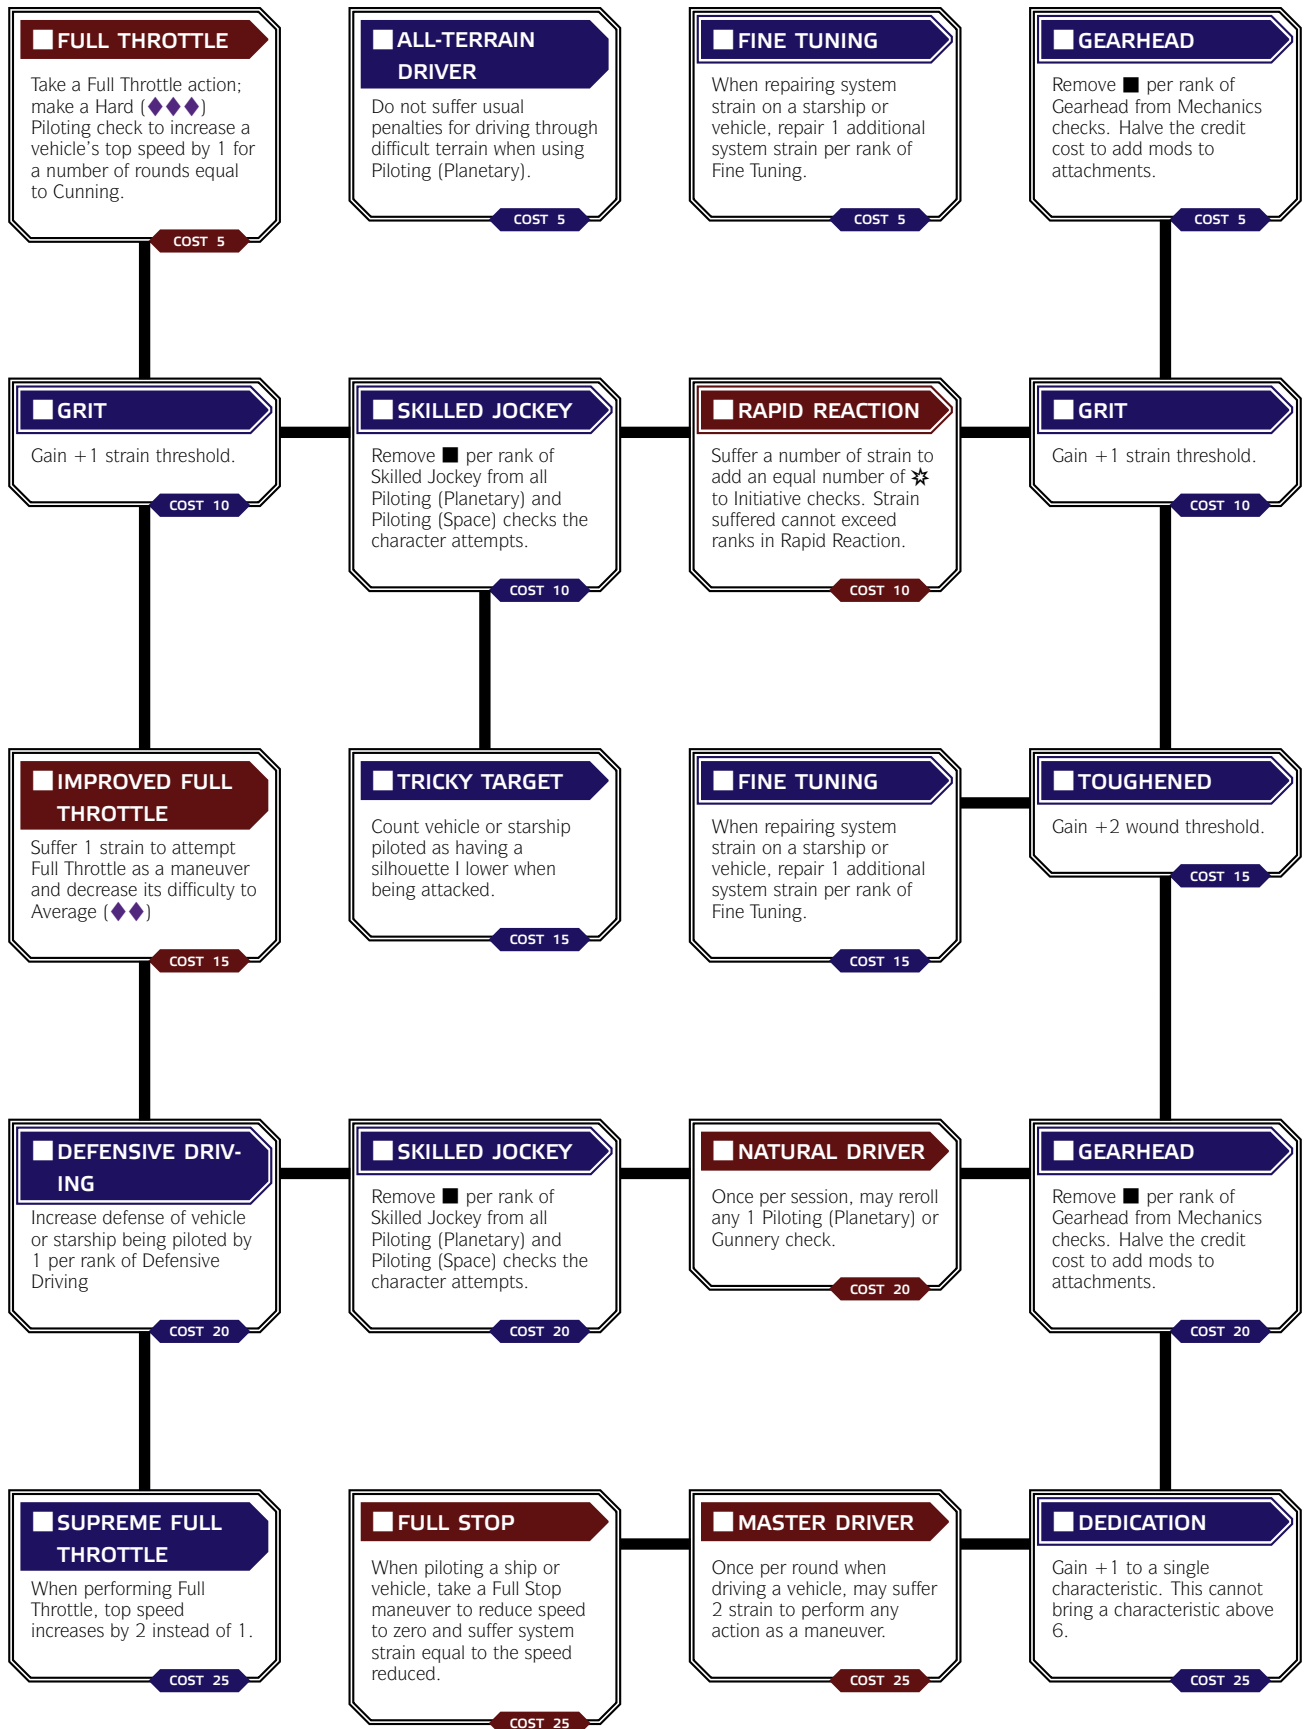 FULL THROTTLE
Take a Full Throttle action;
make a Hard (♦♦♦)
Piloting check to increase a
vehicle's top speed by 1 for
a number of rounds equal
to Cunning.
COST 5
ALL-TERRAIN
DRIVER
Do not suffer usual
penalties for driving through
difficult terrain when using
Piloting (Planetary).
COST 5
FINE TUNING
When repairing system
strain on a starship or
vehicle, repair 1 additional
system strain per rank of
Fine Tuning.
COST 5
GEARHEAD
Remove ■ per rank of
Gearhead from Mechanics
checks. Halve the credit
cost to add mods to
attachments.
COST 5
GRIT
Gain +1 strain threshold.
COST 10
SKILLED JOCKEY
Remove ■ per rank of
Skilled Jockey from all
Piloting (Planetary) and
Piloting (Space) checks the
character attempts.
COST 10
RAPID REACTION
Suffer a number of strain to
add an equal number of ✡
to Initiative checks. Strain
suffered cannot exceed
ranks in Rapid Reaction.
COST 10
GRIT
Gain +1 strain threshold.
COST 10
IMPROVED FULL
THROTTLE
Suffer 1 strain to attempt
Full Throttle as a maneuver
and decrease its difficulty to
Average (♦♦)
COST 15
TRICKY TARGET
Count vehicle or starship
piloted as having a
silhouette I lower when
being attacked.
COST 15
FINE TUNING
When repairing system
strain on a starship or
vehicle, repair 1 additional
system strain per rank of
Fine Tuning.
COST 15
TOUGHENED
Gain +2 wound threshold.
COST 15
DEFENSIVE DRIV-
ING
Increase defense of vehicle
or starship being piloted by
1 per rank of Defensive
Driving
COST 20
SKILLED JOCKEY
Remove ■ per rank of
Skilled Jockey from all
Piloting (Planetary) and
Piloting (Space) checks the
character attempts.
COST 20
NATURAL DRIVER
Once per session, may reroll
any 1 Piloting (Planetary) or
Gunnery check.
COST 20
GEARHEAD
Remove ■ per rank of
Gearhead from Mechanics
checks. Halve the credit
cost to add mods to
attachments.
COST 20
SUPREME FULL
THROTTLE
When performing Full
Throttle, top speed
increases by 2 instead of 1.
COST 25
FULL STOP
When piloting a ship or
vehicle, take a Full Stop
maneuver to reduce speed
to zero and suffer system
strain equal to the speed
reduced.
COST 25
MASTER DRIVER
Once per round when
driving a vehicle, may suffer
2 strain to perform any
action as a maneuver.
COST 25
DEDICATION
Gain +1 to a single
characteristic. This cannot
bring a characteristic above
6.
COST 25